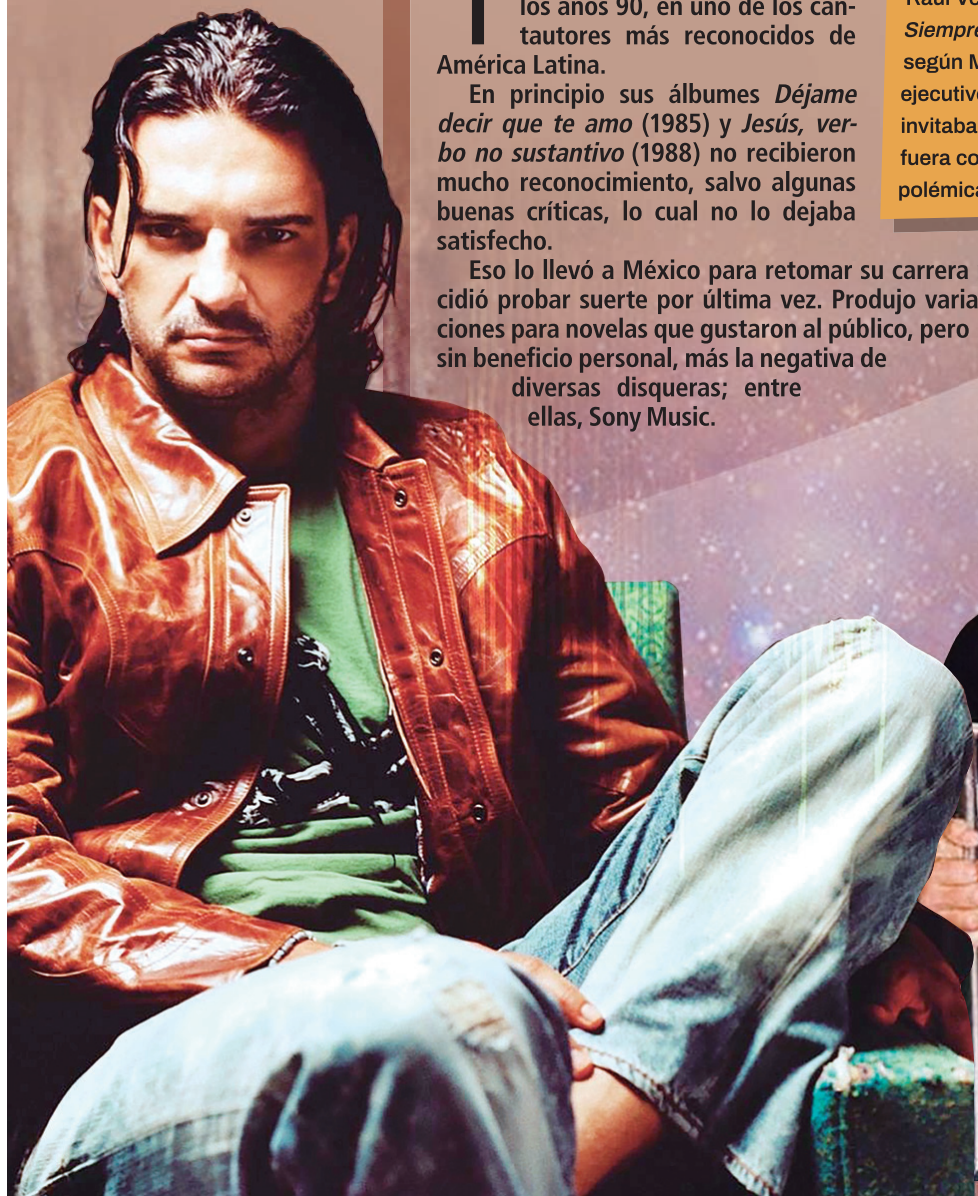 los años 90, en uno de los can-
tautores más reconocidos de
América Latina.
En principio sus álbumes Déjame
decir que te amo (1985) y Jesús, ver-
bo no sustantivo (1988) no recibieron
mucho reconocimiento, salvo algunas
buenas críticas, lo cual no lo dejaba
satisfecho.
Eso lo llevó a México para retomar su carrera
cidió probar suerte por última vez. Produjo varia
ciones para novelas que gustaron al público, pero
sin beneficio personal, más la negativa de
diversas disqueras; entre
ellas, Sony Music.
Siempre
según M
ejecutiv
invitaba
fuera co
polémica